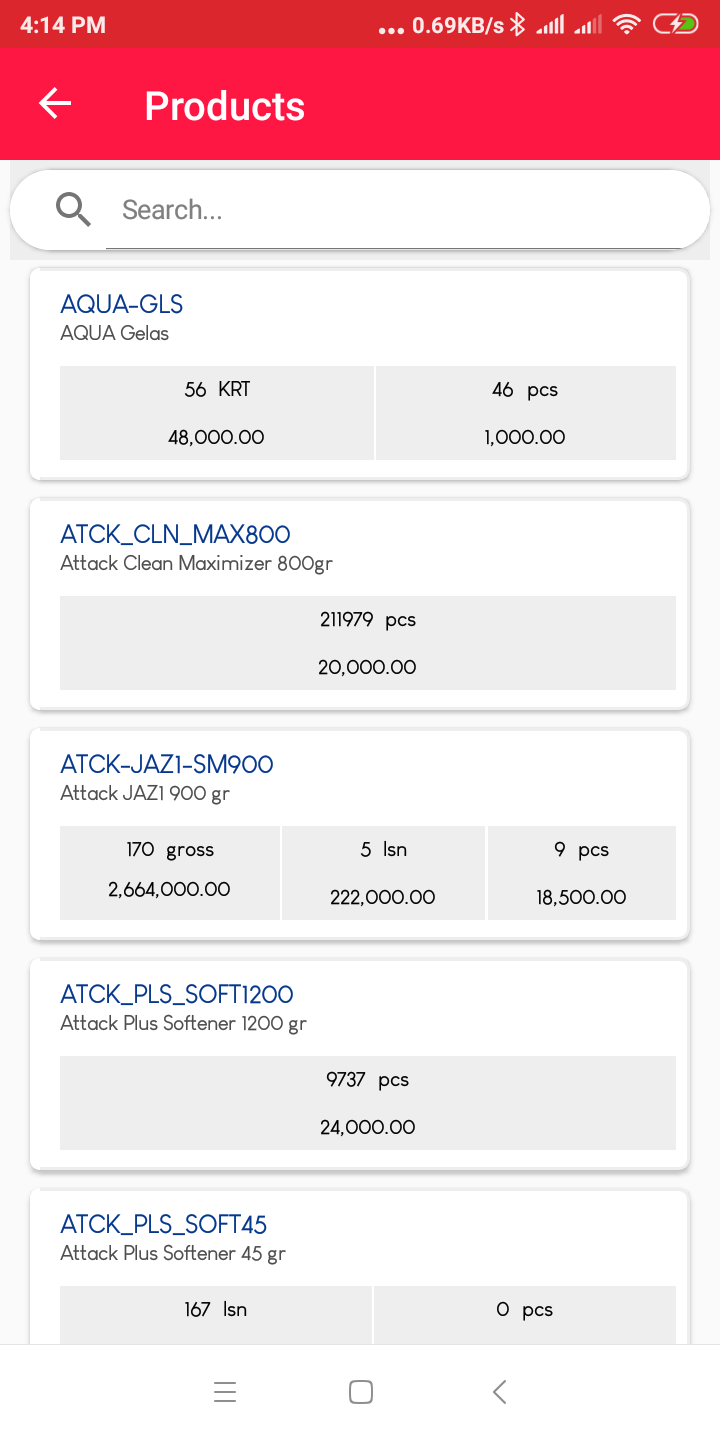 4:14 PM ... 0.69KB/s
Products
Search...
AQUA-GLS
AQUA Gelas
56 KRT 46 pcs
48,000.00 1,000.00
ATCK_CLN_MAX800
Attack Clean Maximizer 800gr
211979 pcs
20,000.00
ATCK-JAZ1-SM900
Attack JAZ1 900 gr
170 gross 5 lsn 9 pcs
2,664,000.00 222,000.00 18,500.00
ATCK_PLS_SOFT1200
Attack Plus Softener 1200 gr
9737 pcs
24,000.00
ATCK_PLS_SOFT45
Attack Plus Softener 45 gr
167 lsn 0 pcs